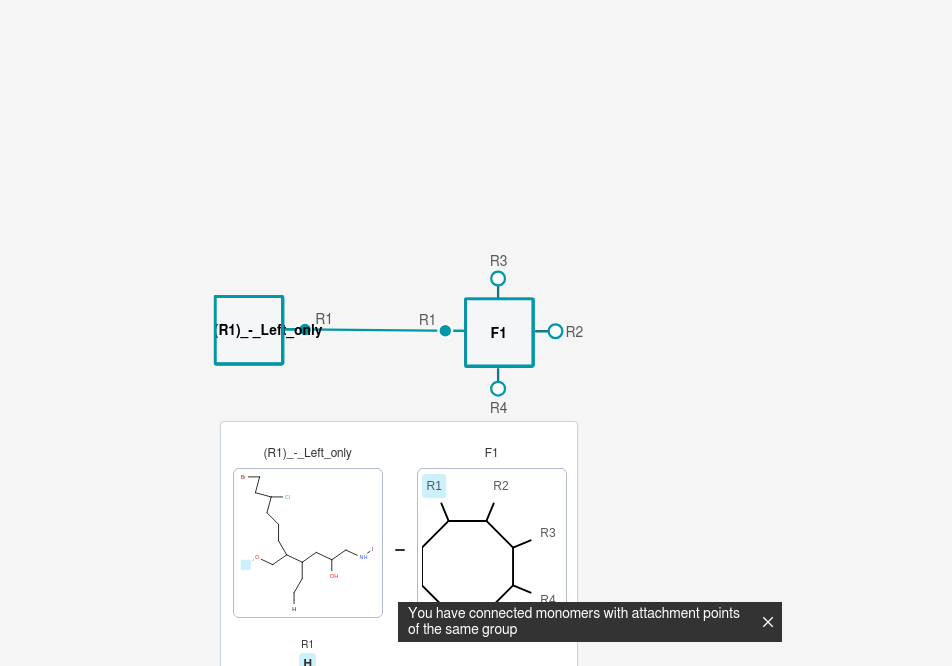 R3
(R1)_-_Left_only
R1
R1
F1
R2
R4
(R1)_-_Left_only
F1
Br
Cl
O
OH
NH
I
H
R1
R2
R3
R4
You have connected monomers with attachment points
of the same group
R1
H